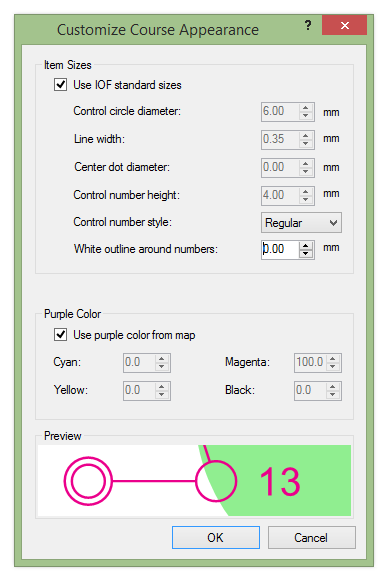 Customize Course Appearance ? x
Item Sizes
Use IOF standard sizes
Control circle diameter: 6.00 mm
Line width: 0.35 mm
Center dot diameter: 0.00 mm
Control number height: 4.00 mm
Control number style: Regular
White outline around numbers: 0.00 mm
Purple Color
Use purple color from map
Cyan: 0.0 Magenta: 100.0
Yellow: 0.0 Black: 0.0
Preview
13
OK Cancel